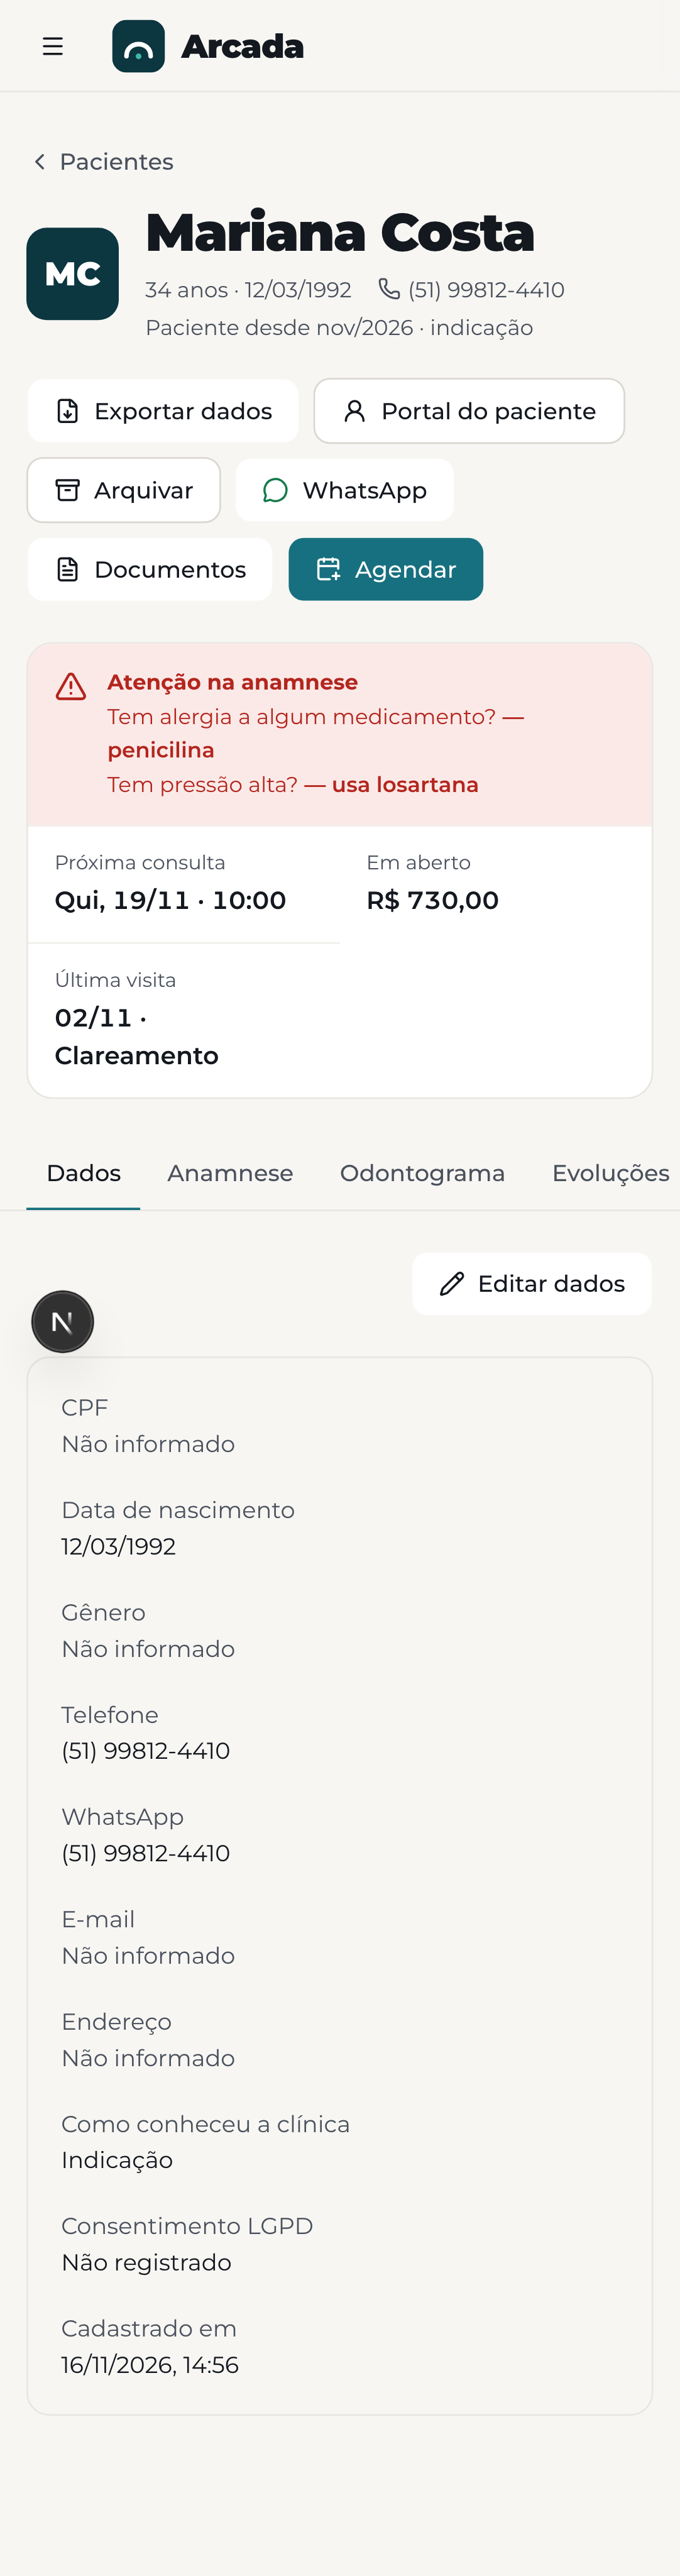 Arcada
Pacientes
MC
Mariana Costa
34 anos · 12/03/1992 (51) 99812-4410
Paciente desde nov/2026 · indicação
Exportar dados
Portal do paciente
Arquivar
WhatsApp
Documentos
Agendar
Atenção na anamnese
Tem alergia a algum medicamento? —
penicilina
Tem pressão alta? — usa losartana
Próxima consulta
Qui, 19/11 · 10:00
Em aberto
R$ 730,00
Última visita
02/11 ·
Clareamento
Dados Anamnese Odontograma Evoluções
Editar dados
N
CPF
Não informado
Data de nascimento
12/03/1992
Gênero
Não informado
Telefone
(51) 99812-4410
WhatsApp
(51) 99812-4410
E-mail
Não informado
Endereço
Não informado
Como conheceu a clínica
Indicação
Consentimento LGPD
Não registrado
Cadastrado em
16/11/2026, 14:56